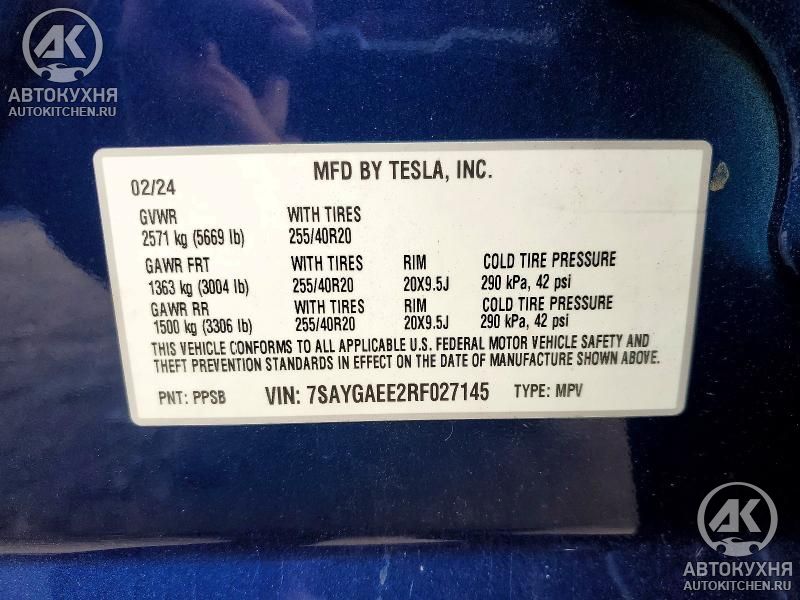 AK
АВТОКУХНЯ
AUTOKITCHEN.RU
MFD BY TESLA, INC.
02/24
GVWR WITH TIRES
2571 kg (5669 lb) 255/40R20
GAWR FRT WITH TIRES RIM COLD TIRE PRESSURE
1363 kg (3004 lb) 255/40R20 20X9.5J 290 kPa, 42 psi
GAWR RR WITH TIRES RIM COLD TIRE PRESSURE
1500 kg (3306 lb) 255/40R20 20X9.5J 290 kPa, 42 psi
THIS VEHICLE CONFORMS TO ALL APPLICABLE U.S. FEDERAL MOTOR VEHICLE SAFETY AND
THEFT PREVENTION STANDARDS IN EFFECT ON THE DATE OF MANUFACTURE SHOWN ABOVE.
PNT: PPSB VIN: 7SAYGAEE2RF027145 TYPE: MPV
AK
АВТОКУХНЯ
AUTOKITCHEN.RU